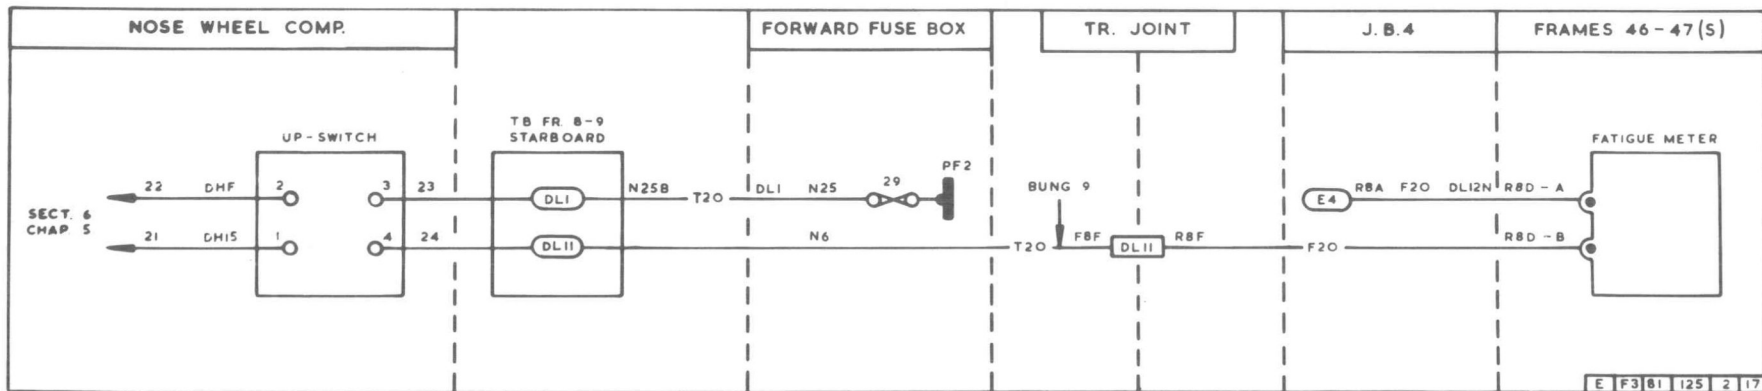 NOSE WHEEL COMP.
FORWARD FUSE BOX
TR. JOINT
J.B.4
FRAMES 46-47(S)
UP-SWITCH
TB FR. 8-9
STARBOARD
FATIGUE METER
PF2
BUNG 9
22 DHF 2 3 23 DL1 N25B T20 DL1 N25 29
E4 R8A F20 DL12N R8D-A
SECT. 6
CHAP. 5
21 DH15 1 4 24 DL11 N6 T20 F8F DL11 R8F F20 R8D-B
E F3 81 125 2 17